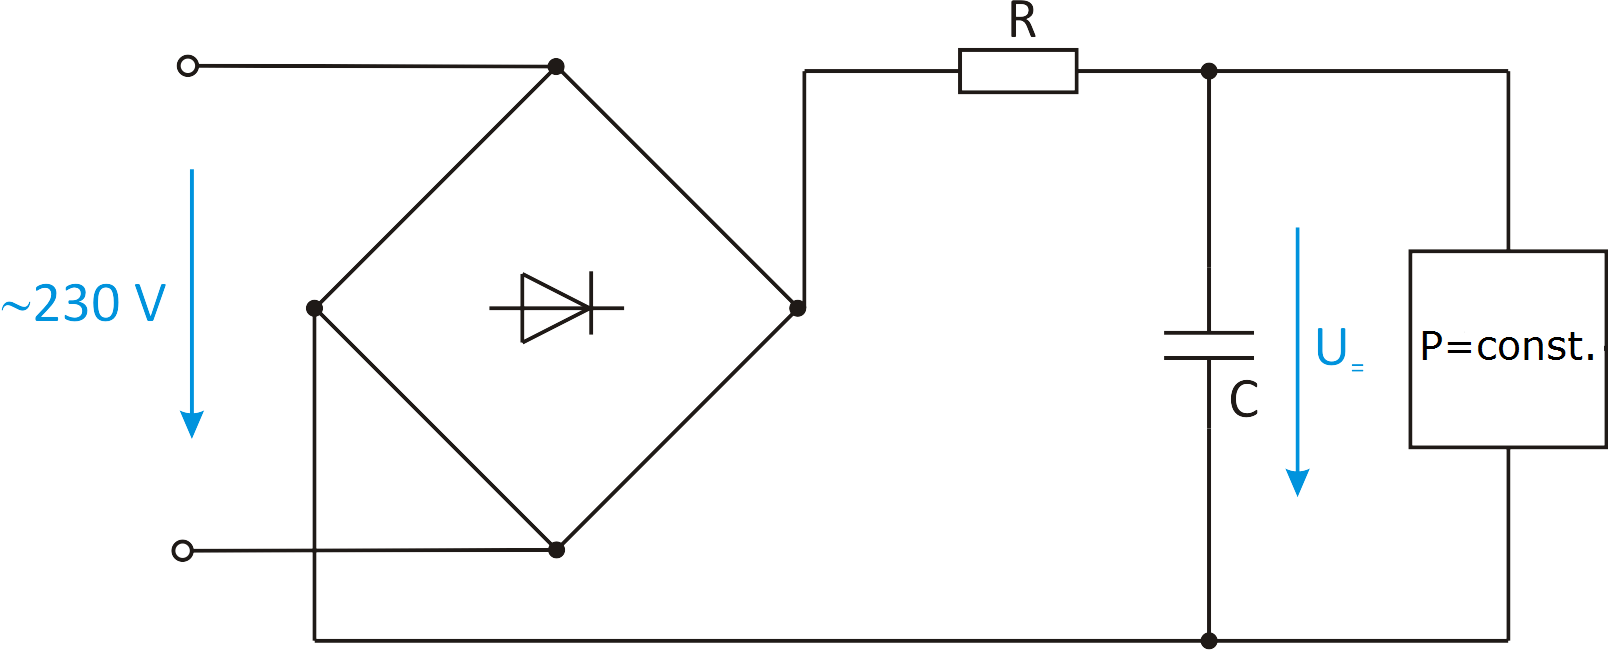 R
~230 V
U=
P=const.
C